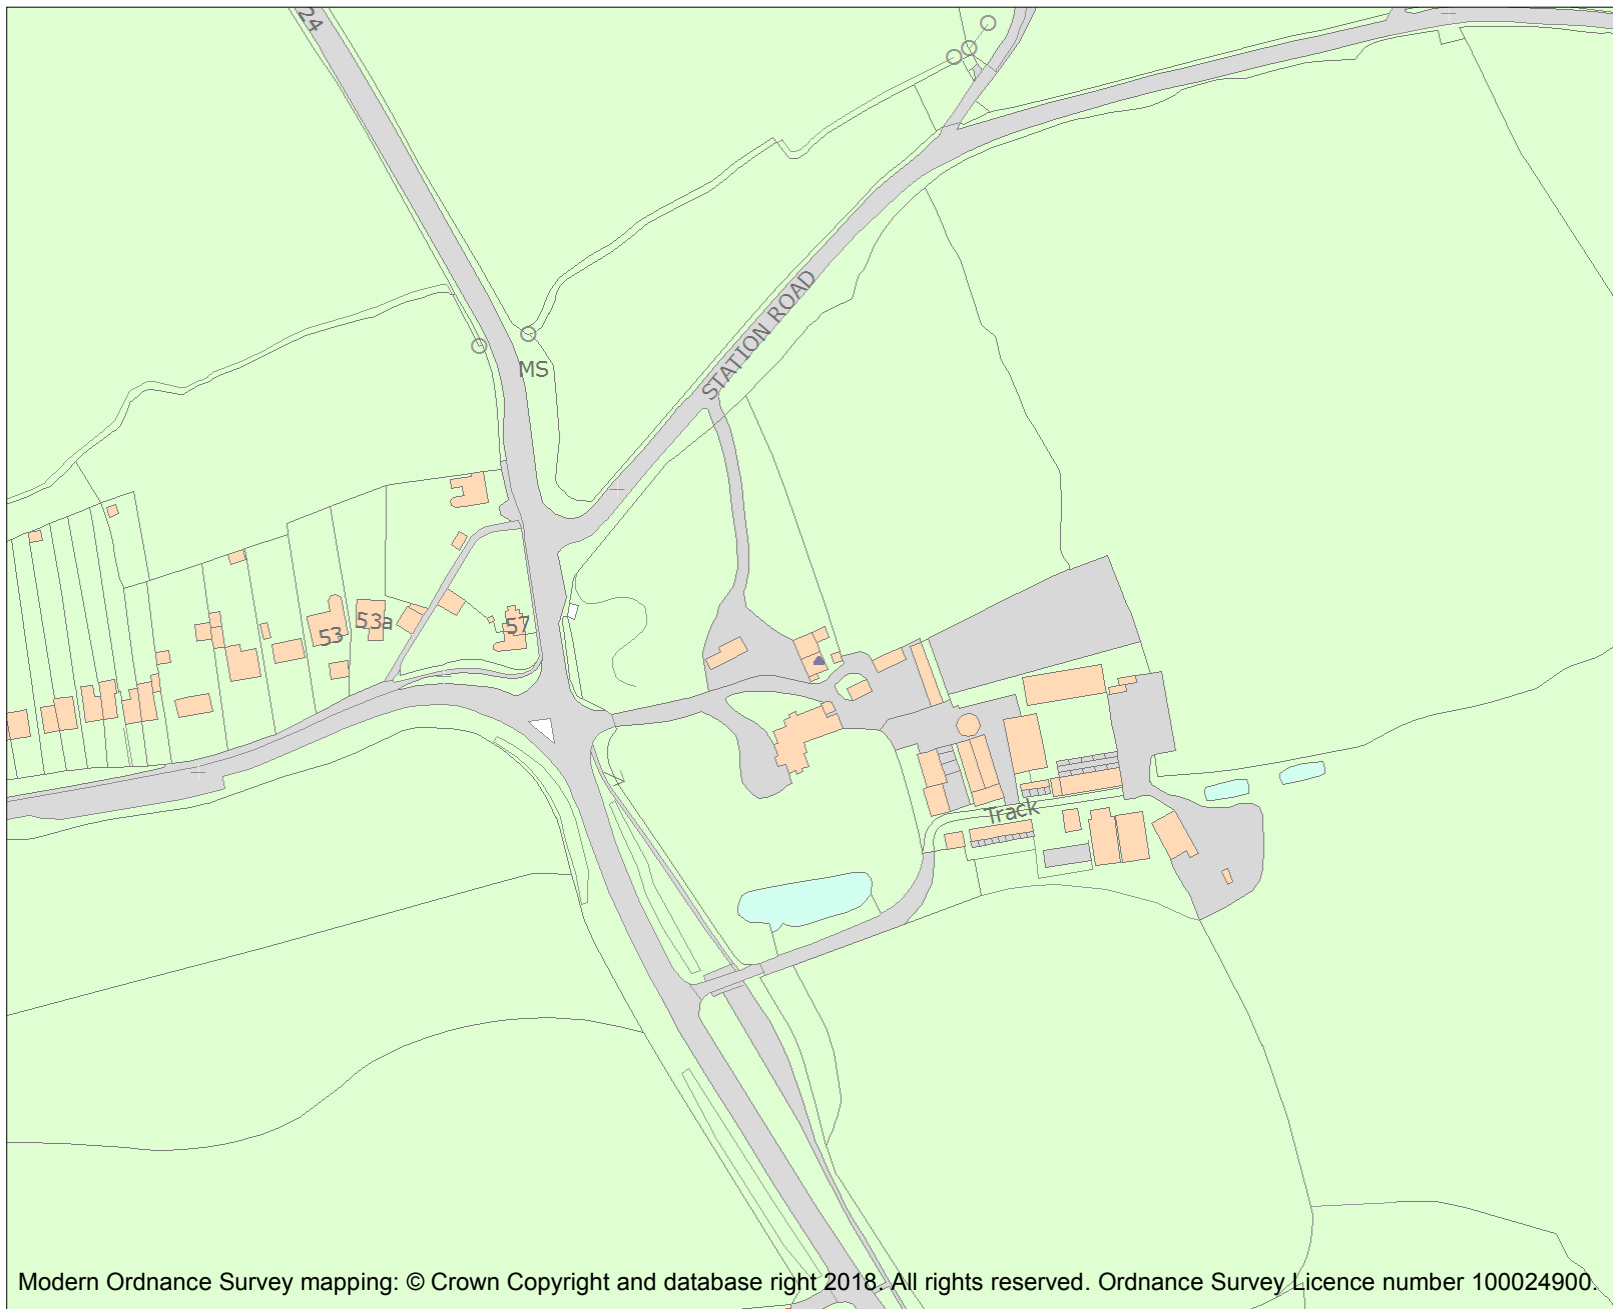 24
STATION ROAD
MS
53
53a
57
Track
Modern Ordnance Survey mapping: © Crown Copyright and database right 2018. All rights reserved. Ordnance Survey Licence number 100024900.